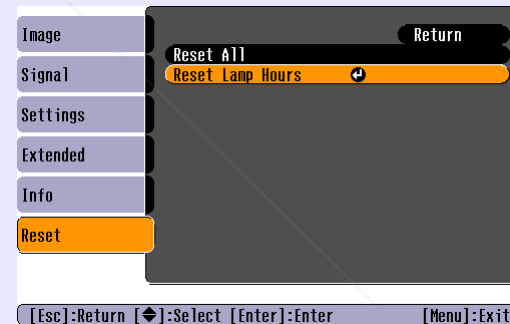 Image
Signal
Settings
Extended
Info
Reset
Return
Reset All
Reset Lamp Hours
[Esc]:Return [◆]:Select [Enter]:Enter [Menu]:Exit